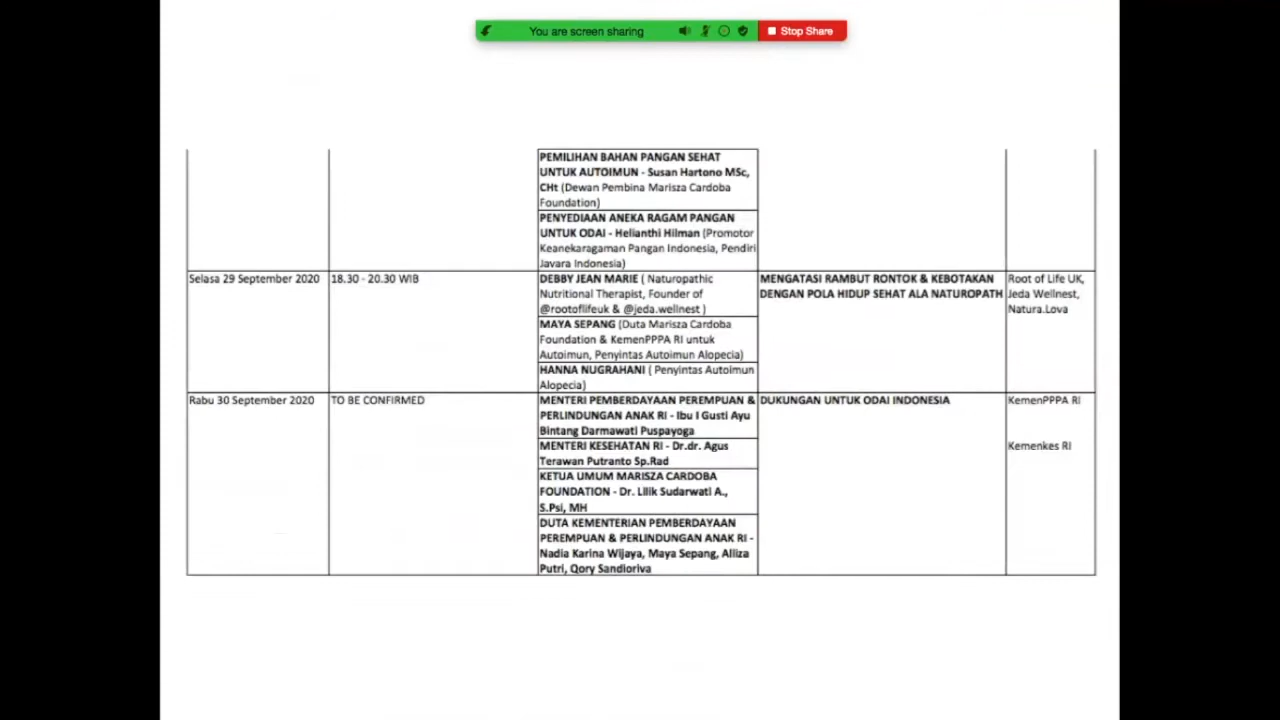 You are screen sharing
Stop Share
PEMILIHAN BAHAN PANGAN SEHAT
UNTUK AUTOIMUN - Susan Hartono MSc,
CHt (Dewan Pembina Marisza Cardoba
Foundation)
PENYEDIAAN ANEKA RAGAM PANGAN
UNTUK ODAI - Helianthi Hilman (Promotor
Keanekaragaman Pangan Indonesia, Pendiri
Javara Indonesia)
Selasa 29 September 2020
18.30 - 20.30 WIB
DEBBY JEAN MARIE ( Naturopathic
Nutritional Therapist, Founder of
@rootoflifeuk & @jeda.wellnest )
MAYA SEPANG (Duta Marisza Cardoba
Foundation & KemenPPPA RI untuk
Autoimun, Penyintas Autoimun Alopecia)
HANNA NUGRAHANI ( Penyintas Autoimun
Alopecia)
MENGATASI RAMBUT RONTOK & KEBOTAKAN
DENGAN POLA HIDUP SEHAT ALA NATUROPATH
Root of Life UK,
Jeda Wellnest,
Natura.Lova
Rabu 30 September 2020
TO BE CONFIRMED
MENTERI PEMBERDAYAAN PEREMPUAN &
PERLINDUNGAN ANAK RI - Ibu I Gusti Ayu
Bintang Darmawati Puspayoga
MENTERI KESEHATAN RI - Dr.dr. Agus
Terawan Putranto Sp.Rad
KETUA UMUM MARISZA CARDOBA
FOUNDATION - Dr. Lilik Sudarwati A.,
S.Psi, MH
DUTA KEMENTERIAN PEMBERDAYAAN
PEREMPUAN & PERLINDUNGAN ANAK RI -
Nadia Karina Wijaya, Maya Sepang, Alliza
Putri, Qory Sandioriva
DUKUNGAN UNTUK ODAI INDONESIA
KemenPPPA RI
Kemenkes RI